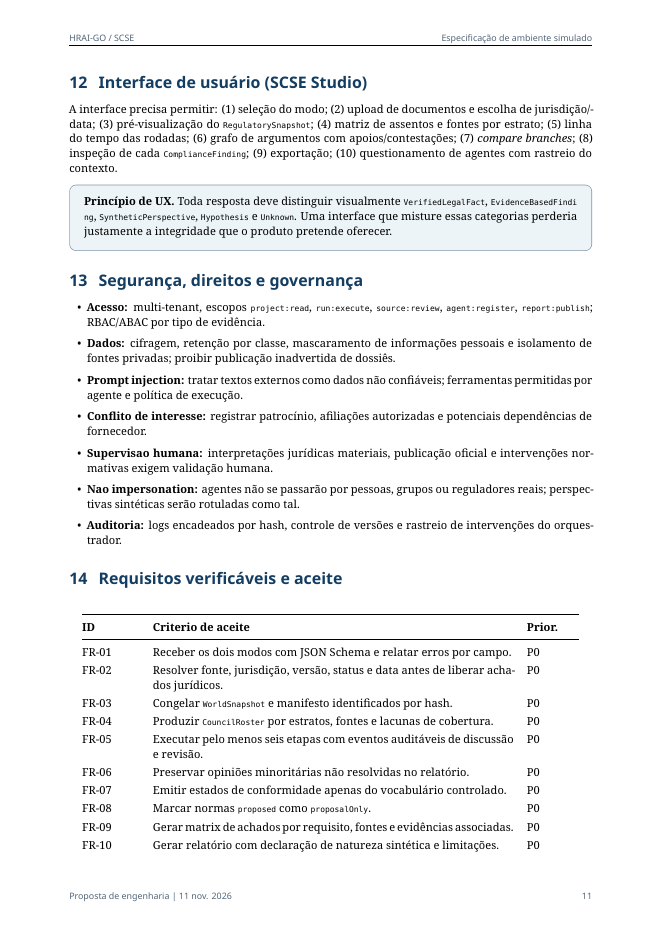 HRAI-GO / SCSE
Especificação de ambiente simulado
12 Interface de usuário (SCSE Studio)
A interface precisa permitir: (1) seleção do modo; (2) upload de documentos e escolha de jurisdição/-
data; (3) pré-visualização do RegulatorySnapshot; (4) matriz de assentos e fontes por estrato; (5) linha
do tempo das rodadas; (6) grafo de argumentos com apoios/contestações; (7) compare branches; (8)
inspeção de cada ComplianceFinding; (9) exportação; (10) questionamento de agentes com rastreio do
contexto.
Princípio de UX. Toda resposta deve distinguir visualmente VerifiedLegalFact, EvidenceBasedFindi
ng, SyntheticPerspective, Hypothesis e Unknown. Uma interface que misture essas categorias perderia
justamente a integridade que o produto pretende oferecer.
13 Segurança, direitos e governança
• Acesso: multi-tenant, escopos project:read, run:execute, source:review, agent:register, report:publish;
RBAC/ABAC por tipo de evidência.
• Dados: cifragem, retenção por classe, mascaramento de informações pessoais e isolamento de
fontes privadas; proibir publicação inadvertida de dossiês.
• Prompt injection: tratar textos externos como dados não confiáveis; ferramentas permitidas por
agente e política de execução.
• Conflito de interesse: registrar patrocínio, afiliações autorizadas e potenciais dependências de
fornecedor.
• Supervisao humana: interpretações jurídicas materiais, publicação oficial e intervenções nor-
mativas exigem validação humana.
• Nao impersonation: agentes não se passarão por pessoas, grupos ou reguladores reais; perspec-
tivas sintéticas serão rotuladas como tal.
• Auditoria: logs encadeados por hash, controle de versões e rastreio de intervenções do orques-
trador.
14 Requisitos verificáveis e aceite
ID Criterio de aceite Prior.
FR-01 Receber os dois modos com JSON Schema e relatar erros por campo. P0
FR-02 Resolver fonte, jurisdição, versão, status e data antes de liberar acha- P0
dos jurídicos.
FR-03 Congelar WorldSnapshot e manifesto identificados por hash. P0
FR-04 Produzir CouncilRoster por estratos, fontes e lacunas de cobertura. P0
FR-05 Executar pelo menos seis etapas com eventos auditáveis de discussão P0
e revisão.
FR-06 Preservar opiniões minoritárias não resolvidas no relatório. P0
FR-07 Emitir estados de conformidade apenas do vocabulário controlado. P0
FR-08 Marcar normas proposed como proposalOnly. P0
FR-09 Gerar matriz de achados por requisito, fontes e evidências associadas. P0
FR-10 Gerar relatório com declaração de natureza sintética e limitações. P0
Proposta de engenharia | 11 nov. 2026
11